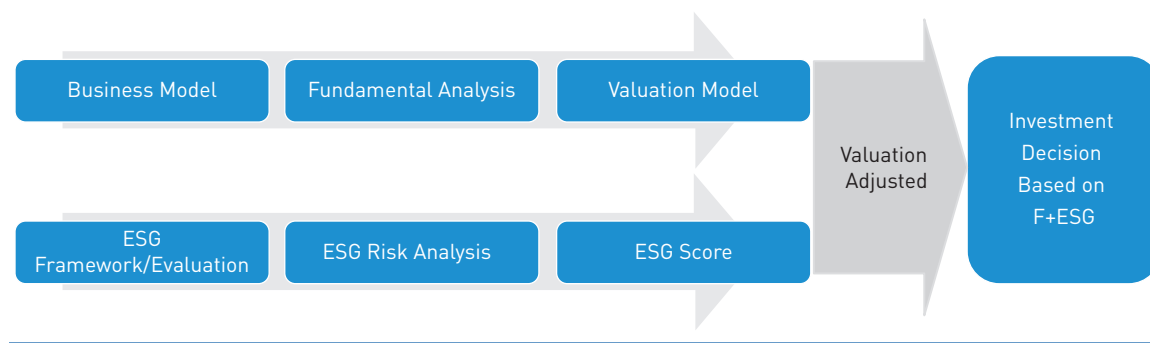 Business Model
Fundamental Analysis
Valuation Model
ESG
Framework/Evaluation
ESG Risk Analysis
ESG Score
Valuation
Adjusted
Investment
Decision
Based on
F+ESG